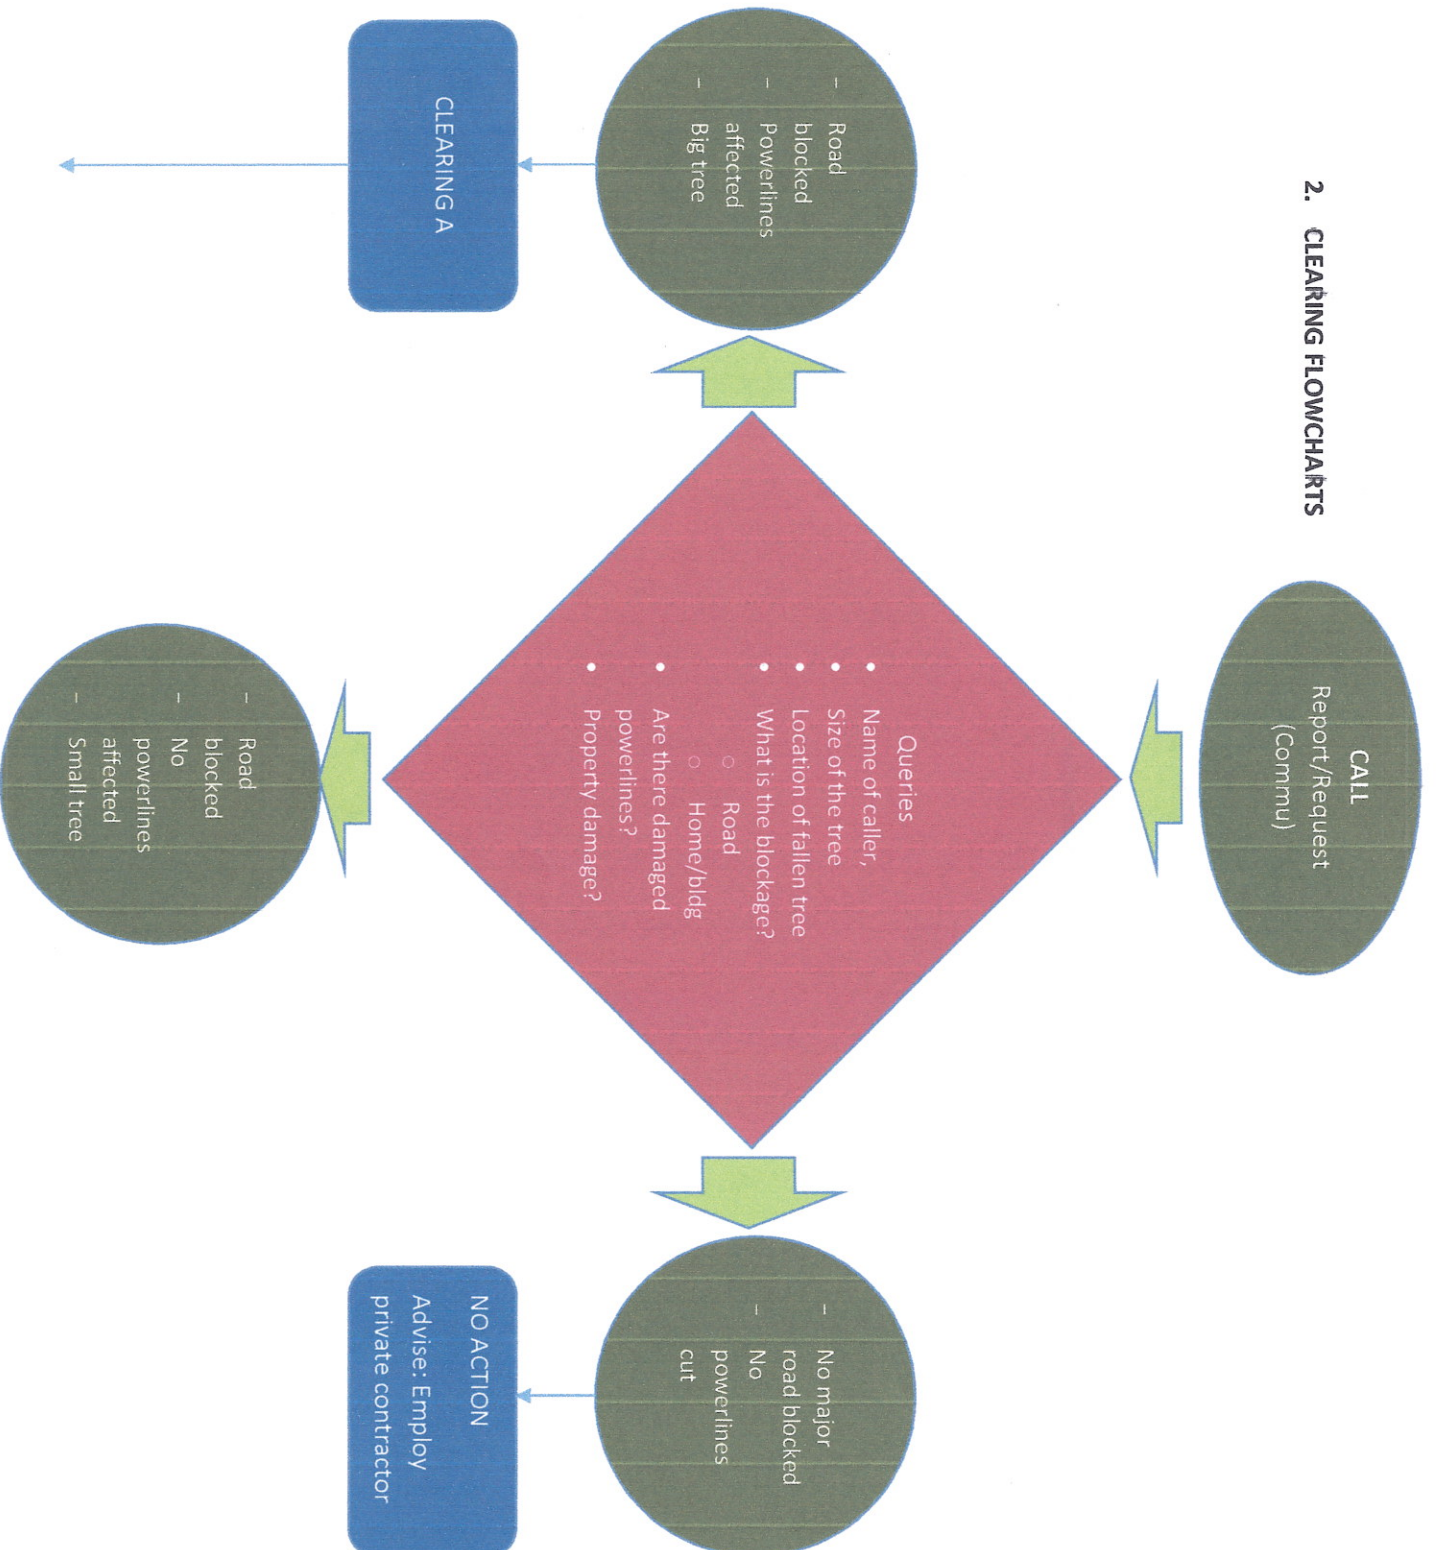 2. CLEARING FLOWCHARTS
CALL
Report/Request
(Commu)
Queries
• Name of caller,
• Size of the tree
• Location of fallen tree
• What is the blockage?
○ Road
○ Home/bldg
• Are there damaged
powerlines?
• Property damage?
– Road
blocked
– Powerlines
affected
– Big tree
CLEARING A
– Road
blocked
– No
powerlines
affected
– Small tree
– No major
road blocked
– No
powerlines
cut
NO ACTION
Advise: Employ
private contractor